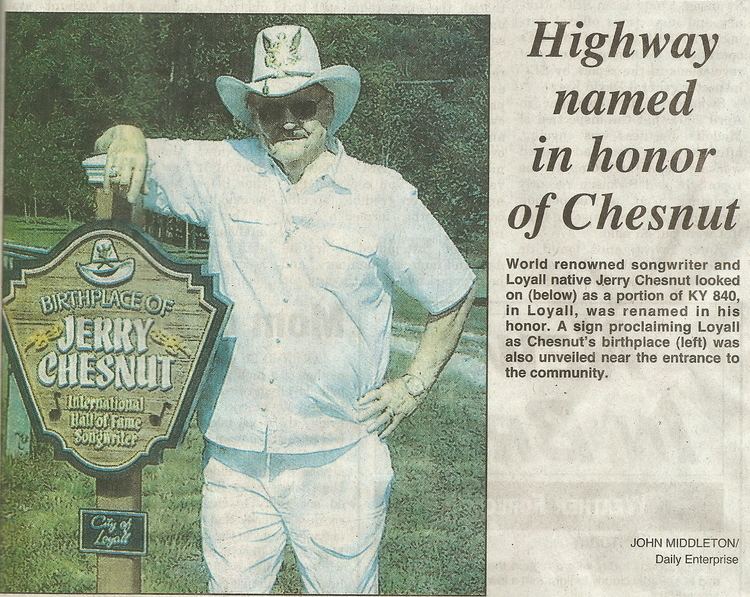 Highway
named
in honor
of Chesnut
World renowned songwriter and
Loyall native Jerry Chesnut looked
on (below) as a portion of KY 840,
in Loyall, was renamed in his
honor. A sign proclaiming Loyall
as Chesnut's birthplace (left) was
also unveiled near the entrance to
the community.
JOHN MIDDLETON/
Daily Enterprise
BIRTHPLACE OF
JERRY
CHESNUT
International
Hall of Fame
Songwriter
City of
Loyall